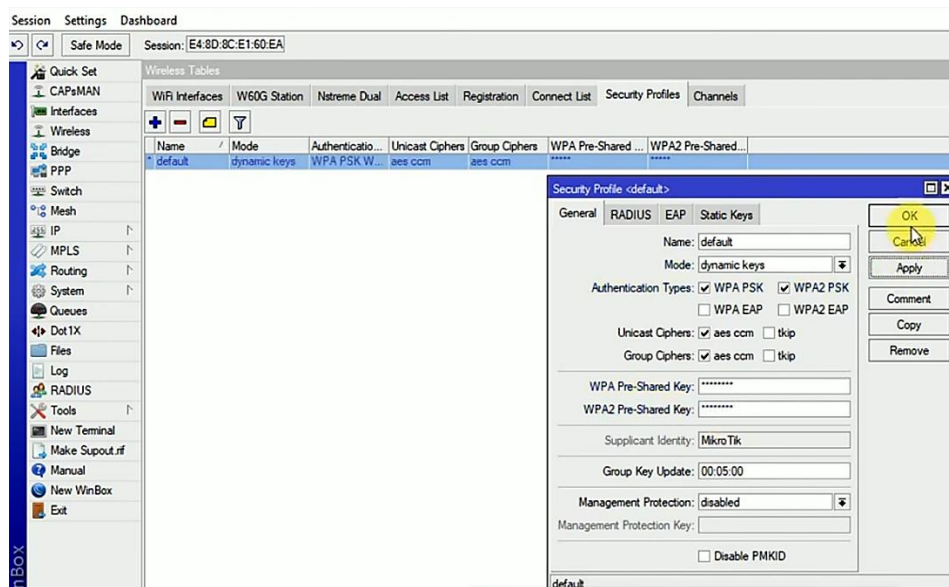 Session Settings Dashboard
Safe Mode Session: E4:8D:8C:E1:60:EA
Quick Set
CAPsMAN
Interfaces
Wireless
Bridge
PPP
Switch
Mesh
IP
MPLS
Routing
System
Queues
Dot1X
Files
Log
RADIUS
Tools
New Terminal
Make Supout.rif
Manual
New WinBox
Exit
Wireless Tables
WiFi Interfaces W60G Station Nstreme Dual Access List Registration Connect List Security Profiles Channels
Name / Mode Authenticatio... Unicast Ciphers Group Ciphers WPA Pre-Shared ... WPA2 Pre-Shared...
* default dynamic keys WPA PSK W... aes ccm aes ccm ***** *****
Security Profile <default>
General RADIUS EAP Static Keys
Name: default
Mode: dynamic keys
Authentication Types: WPA PSK WPA2 PSK
WPA EAP WPA2 EAP
Unicast Ciphers: aes ccm tkip
Group Ciphers: aes ccm tkip
WPA Pre-Shared Key: ********
WPA2 Pre-Shared Key: ********
Supplicant Identity: MikroTik
Group Key Update: 00:05:00
Management Protection: disabled
Management Protection Key:
Disable PMKID
default
OK
Cancel
Apply
Comment
Copy
Remove
nBox